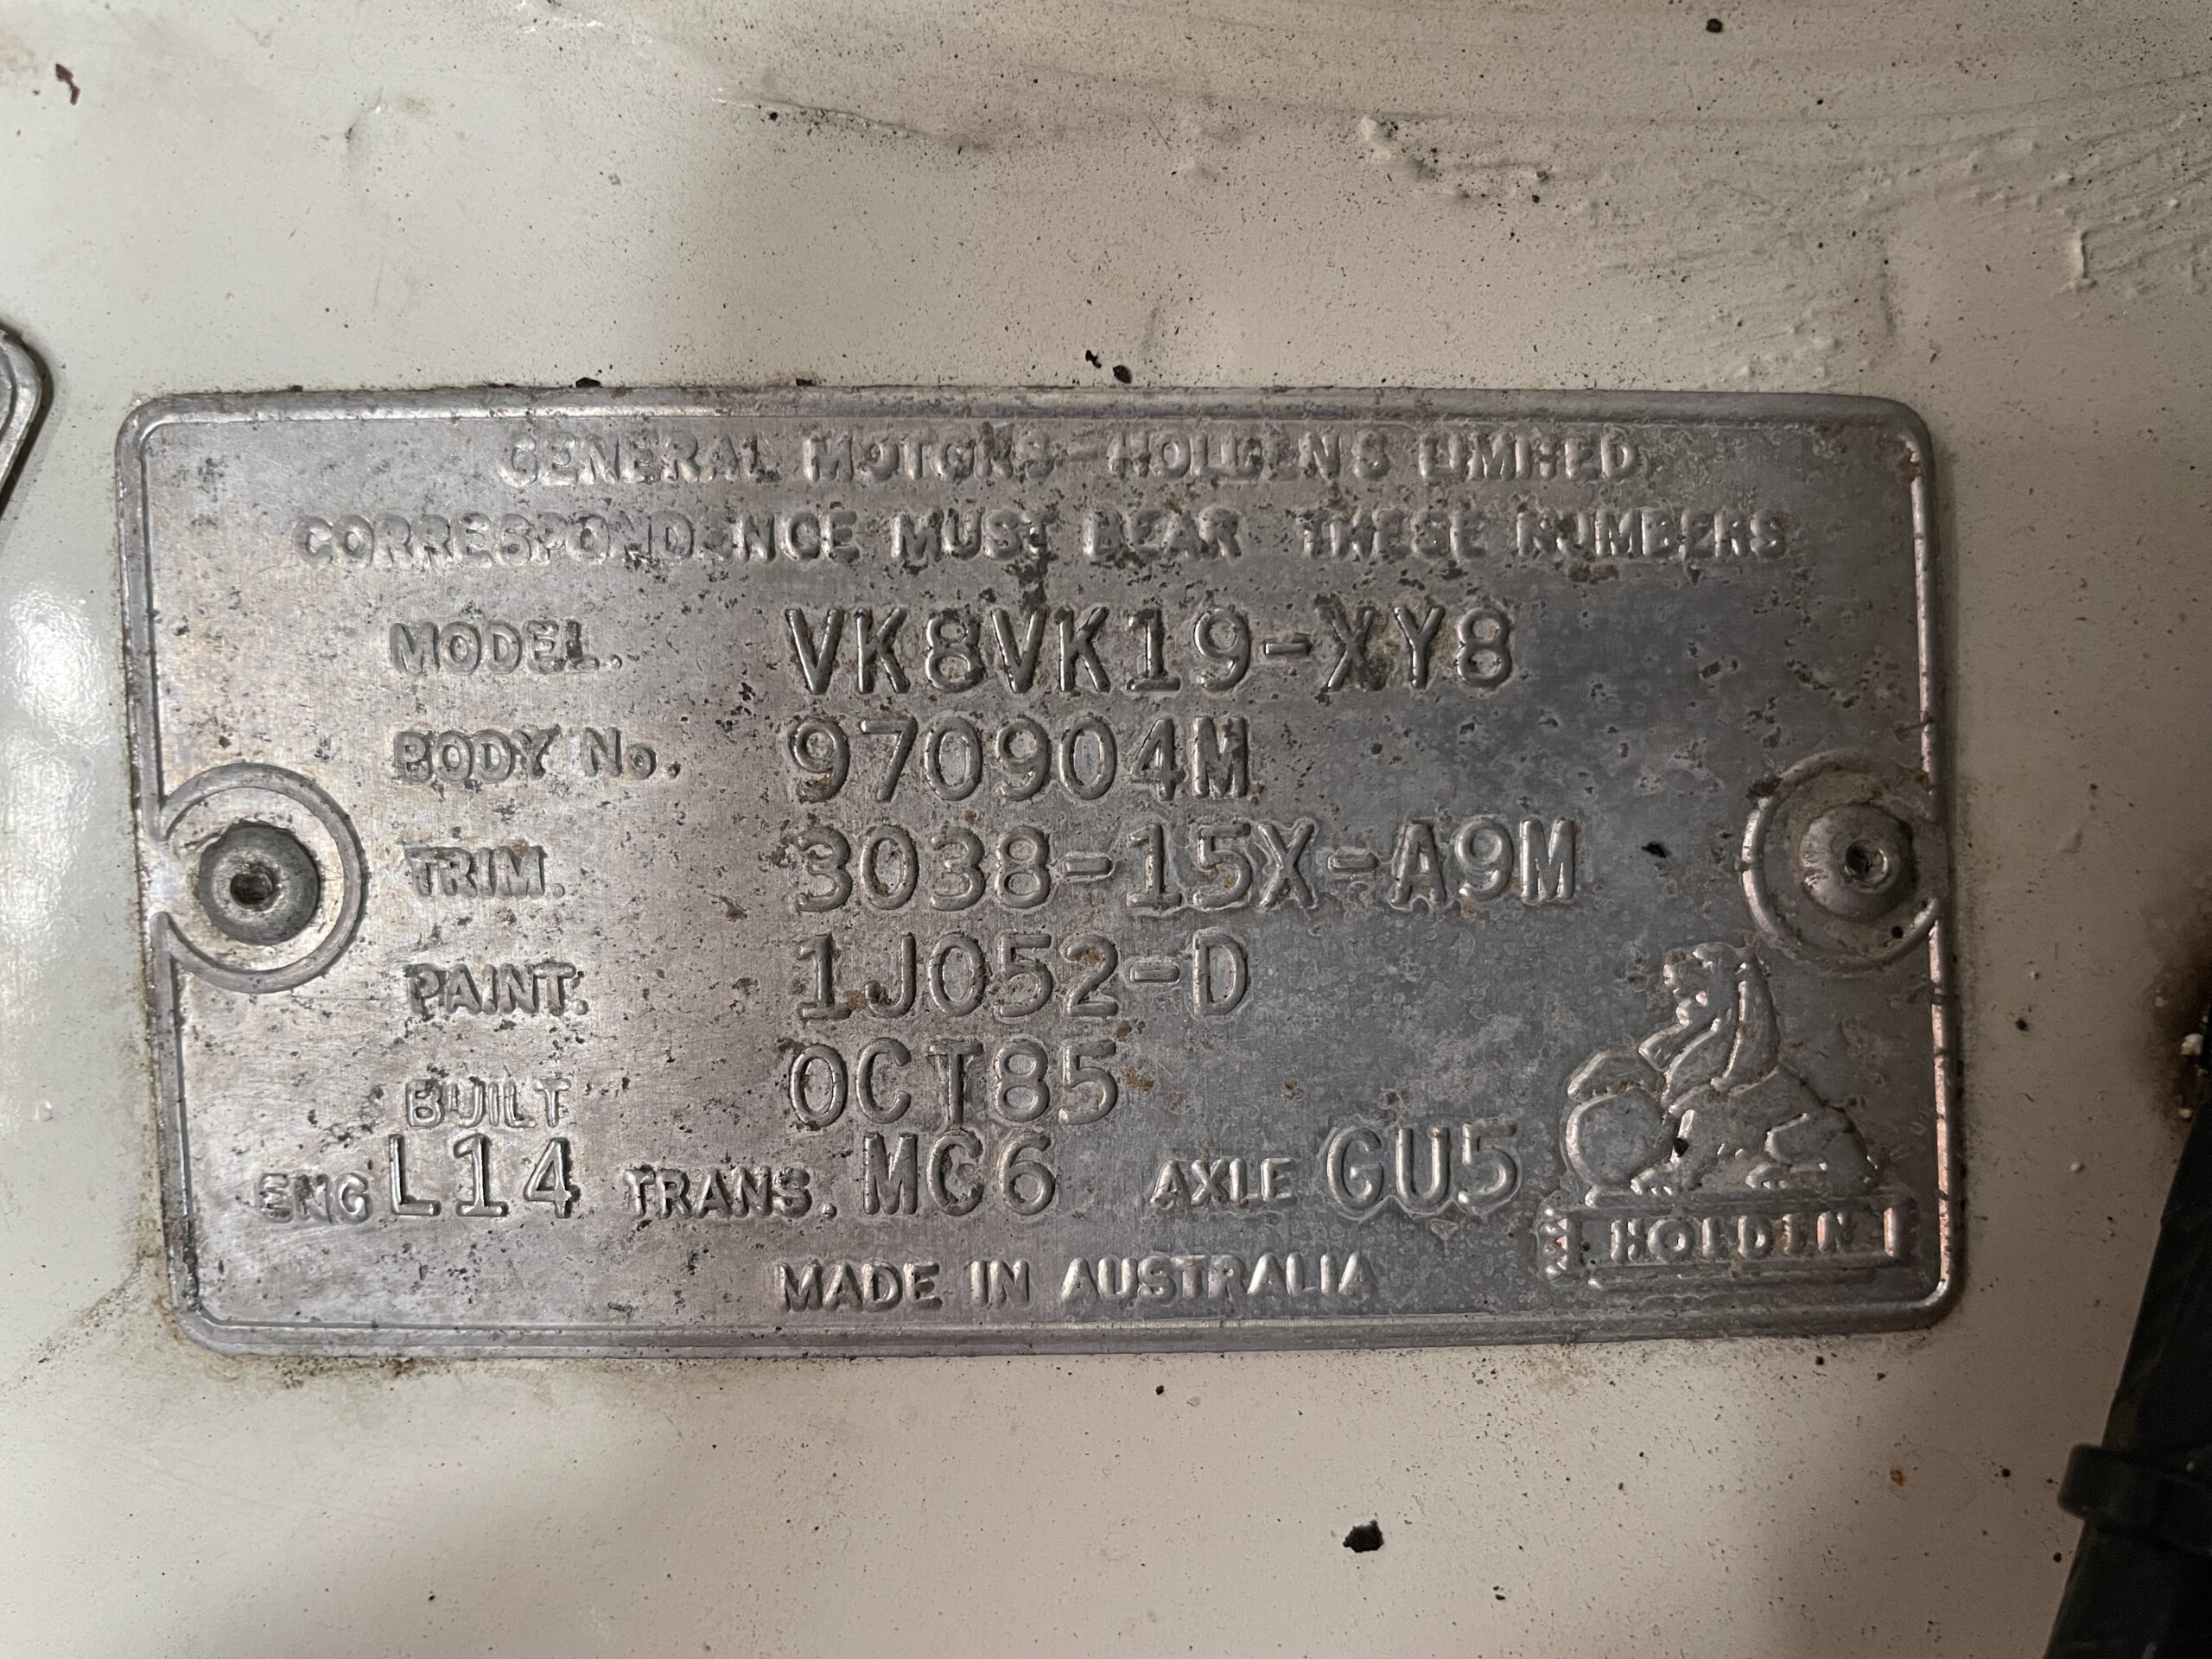 GENERAL MOTORS-HOLDENS LIMITED
CORRESPONDENCE MUST BEAR THESE NUMBERS
MODEL. VK8VK19-XY8
BODY No. 970904M
TRIM. 3038-15X-A9M
PAINT. 1J052-D
BUILT OCT85
ENG L14 TRANS. MC6 AXLE GU5
HOLDEN
MADE IN AUSTRALIA